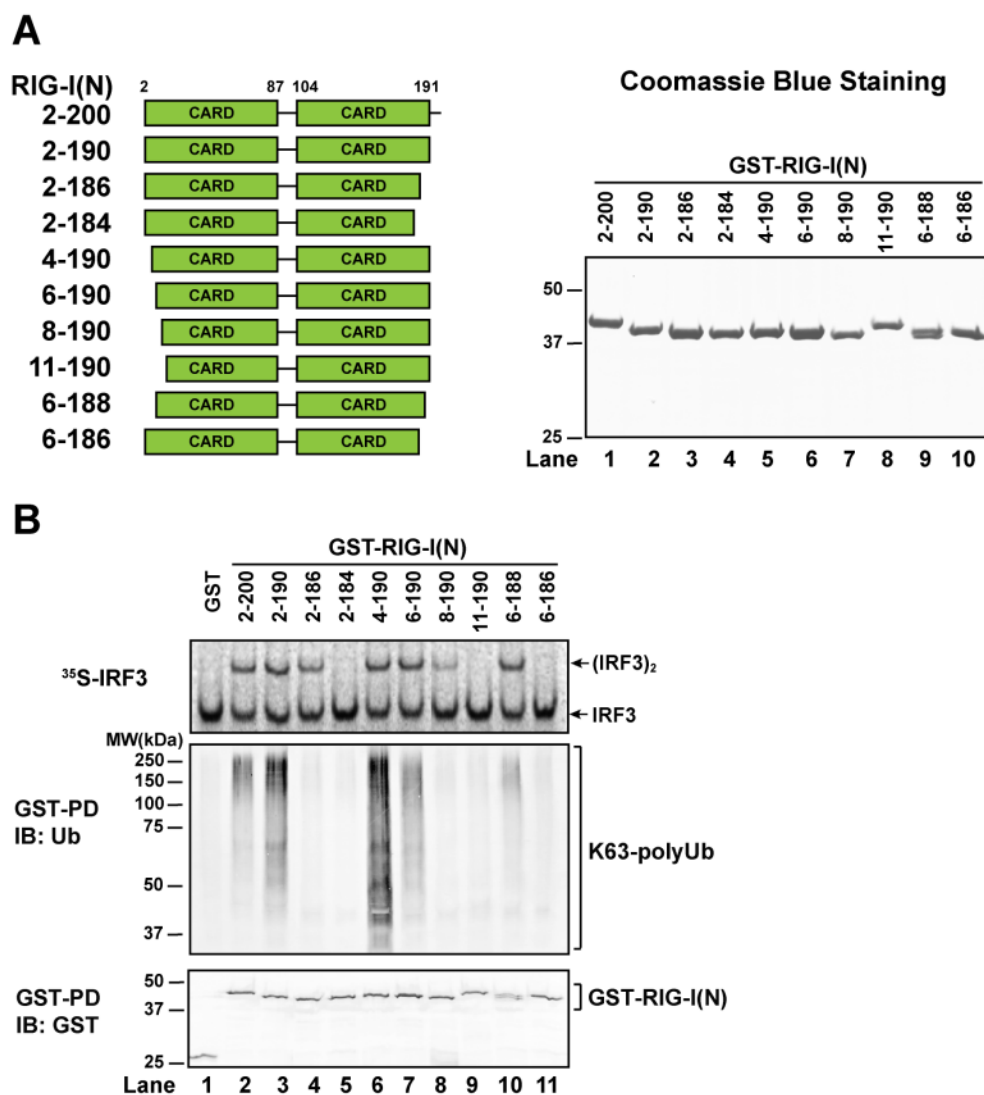 A
RIG-I(N) 2 87 104 191
2-200 CARD CARD
2-190 CARD CARD
2-186 CARD CARD
2-184 CARD CARD
4-190 CARD CARD
6-190 CARD CARD
8-190 CARD CARD
11-190 CARD CARD
6-188 CARD CARD
6-186 CARD CARD
Coomassie Blue Staining
GST-RIG-I(N)
2-200 2-190 2-186 2-184 4-190 6-190 8-190 11-190 6-188 6-186
50
37
25
Lane 1 2 3 4 5 6 7 8 9 10
B
GST-RIG-I(N)
GST 2-200 2-190 2-186 2-184 4-190 6-190 8-190 11-190 6-188 6-186
³⁵S-IRF3
(IRF3)₂
IRF3
MW(kDa)
250
150
100
75
50
37
GST-PD
IB: Ub
K63-polyUb
50
37
25
GST-PD
IB: GST
GST-RIG-I(N)
Lane 1 2 3 4 5 6 7 8 9 10 11